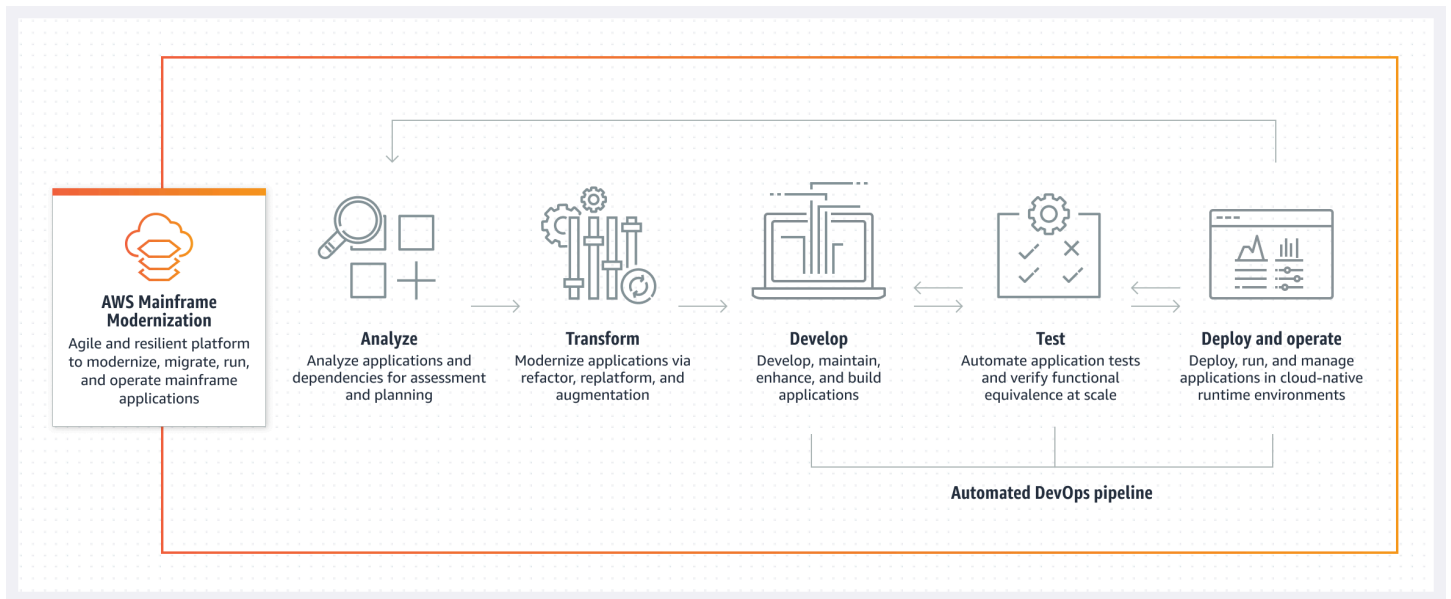 AWS Mainframe
Modernization
Agile and resilient platform
to modernize, migrate, run,
and operate mainframe
applications
Analyze
Analyze applications and
dependencies for assessment
and planning
Transform
Modernize applications via
refactor, replatform, and
augmentation
Develop
Develop, maintain,
enhance, and build
applications
Test
Automate application tests
and verify functional
equivalence at scale
Deploy and operate
Deploy, run, and manage
applications in cloud-native
runtime environments
Automated DevOps pipeline